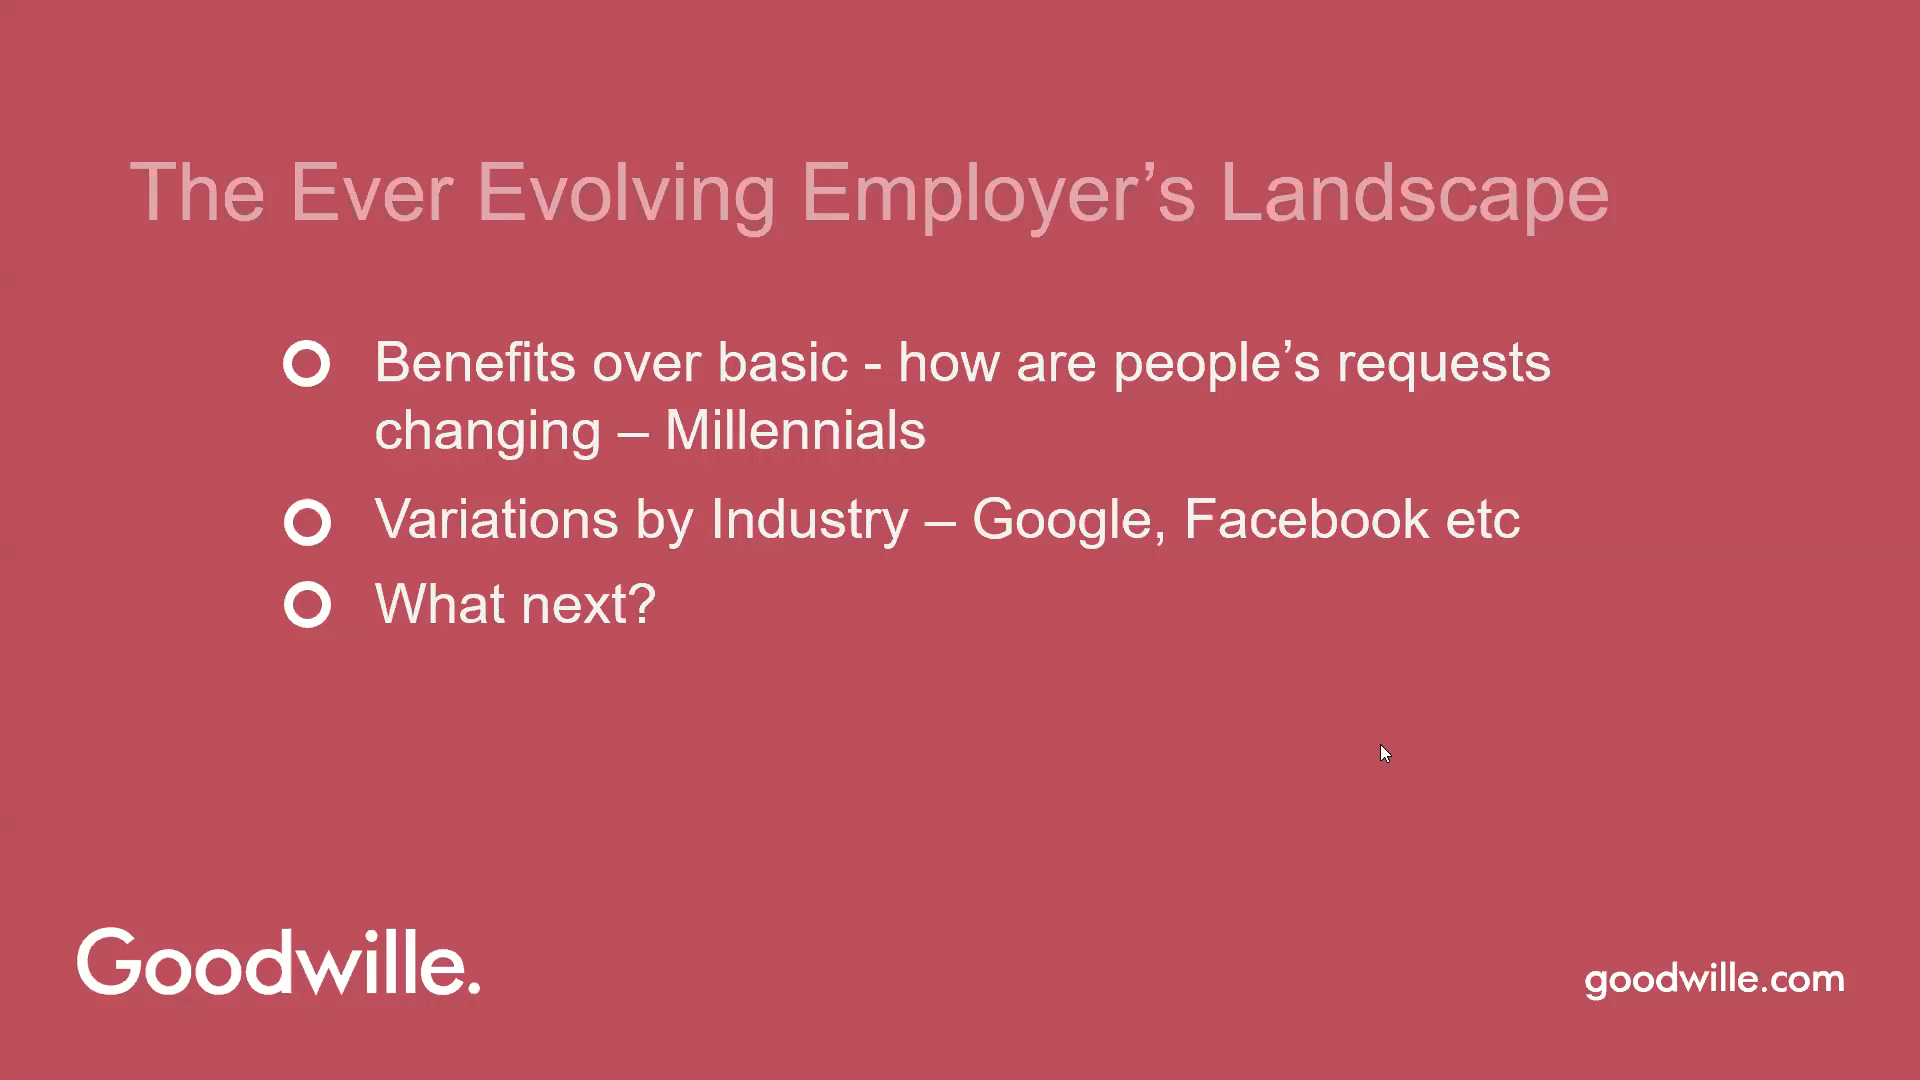 The Ever Evolving Employer’s Landscape
Benefits over basic - how are people’s requests
changing – Millennials
Variations by Industry – Google, Facebook etc
What next?
Goodwille.
goodwille.com